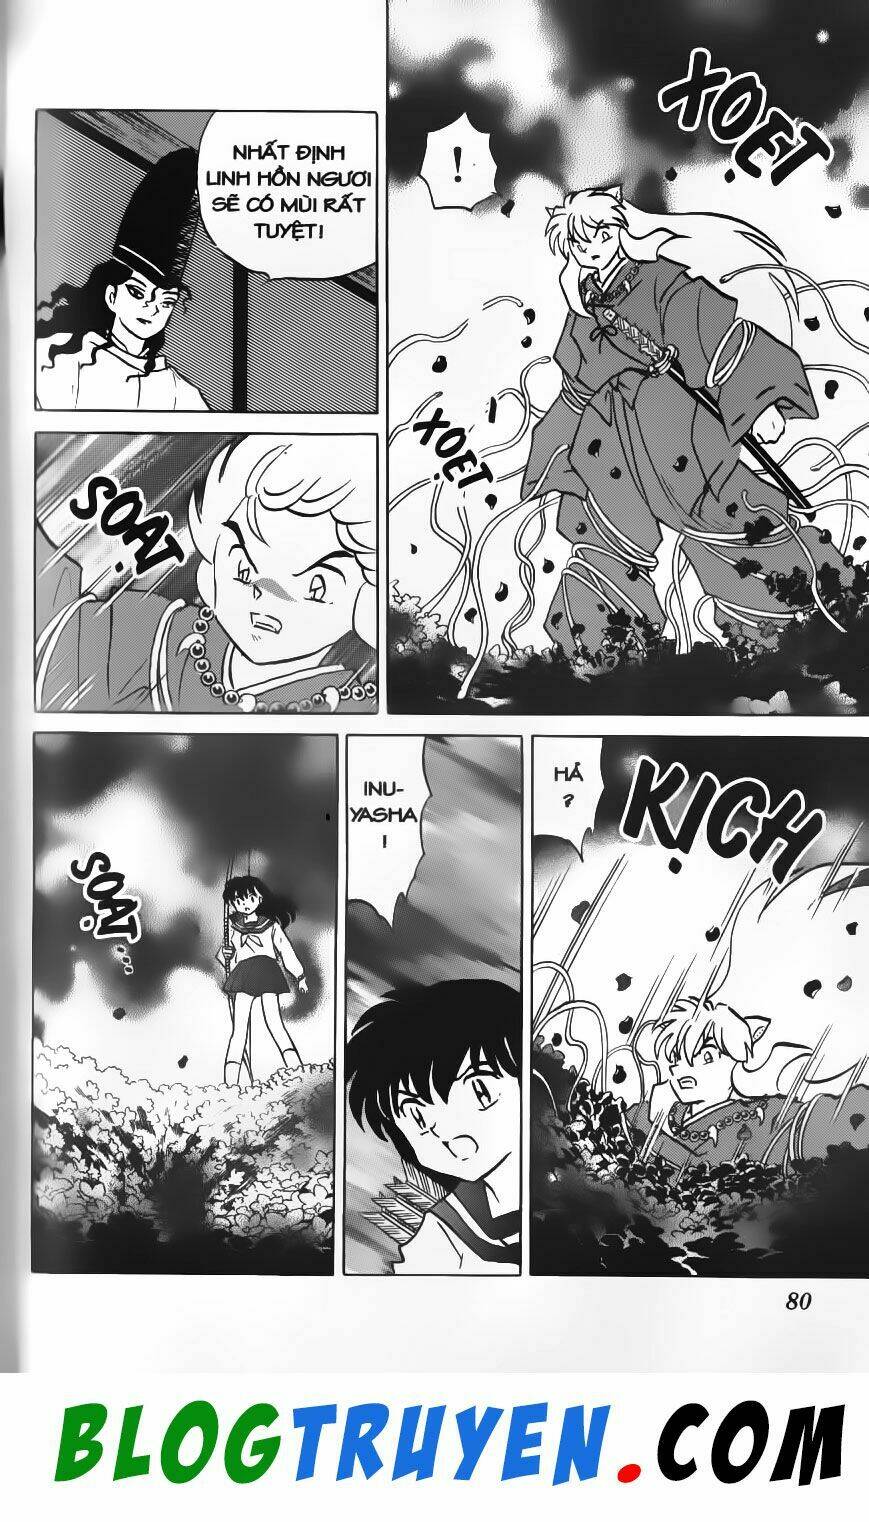 NHẤT ĐỊNH
LINH HỒN NGƯƠI
SẼ CÓ MÙI RẤT
TUYỆT!
!
XOẸT
XOẸT
SOẠT
SOẠT...
INU-
YASHA
!
HẢ
?
KỊCH
80
BLOGTRUYEN.COM